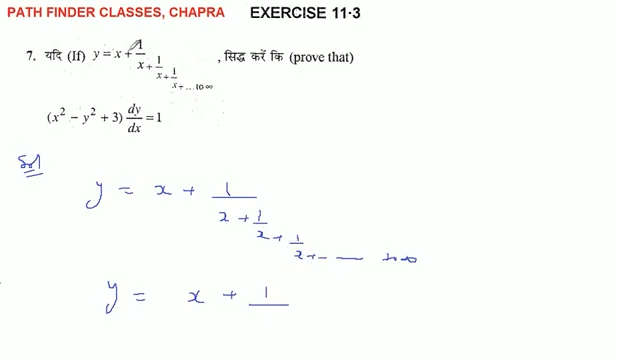 PATH FINDER CLASSES, CHAPRA EXERCISE 11·3
7. यदि (If) y = x + 1/(x + 1/(x + 1/(x + ... to ∞))) , सिद्ध करें कि (prove that)
(x² − y² + 3) dy/dx = 1
Sol
y = x + 1/(x + 1/(x + 1/(x + - — to ∞)))
y = x + 1/